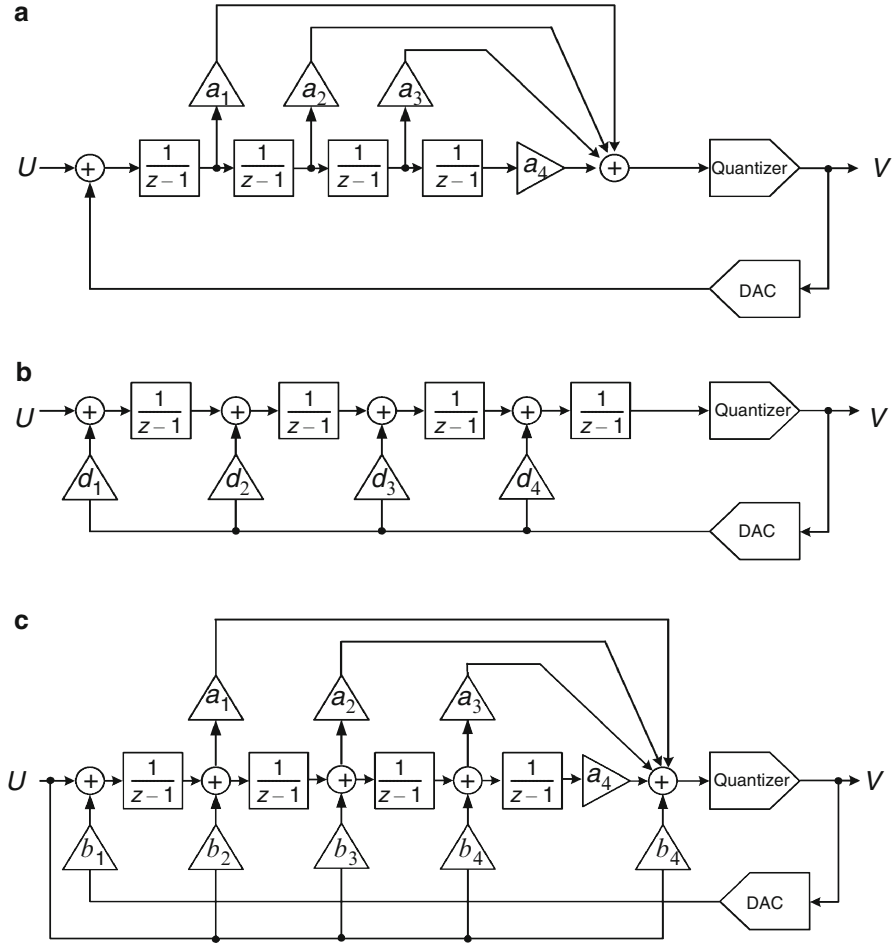 a
a1 a2 a3
U + 1/(z−1) 1/(z−1) 1/(z−1) 1/(z−1) a4 + Quantizer V
DAC
b
U + 1/(z−1) + 1/(z−1) + 1/(z−1) + 1/(z−1) Quantizer V
d1 d2 d3 d4
DAC
c
a1 a2 a3
U + 1/(z−1) + 1/(z−1) + 1/(z−1) + 1/(z−1) a4 + Quantizer V
b1 b2 b3 b4 b4
DAC